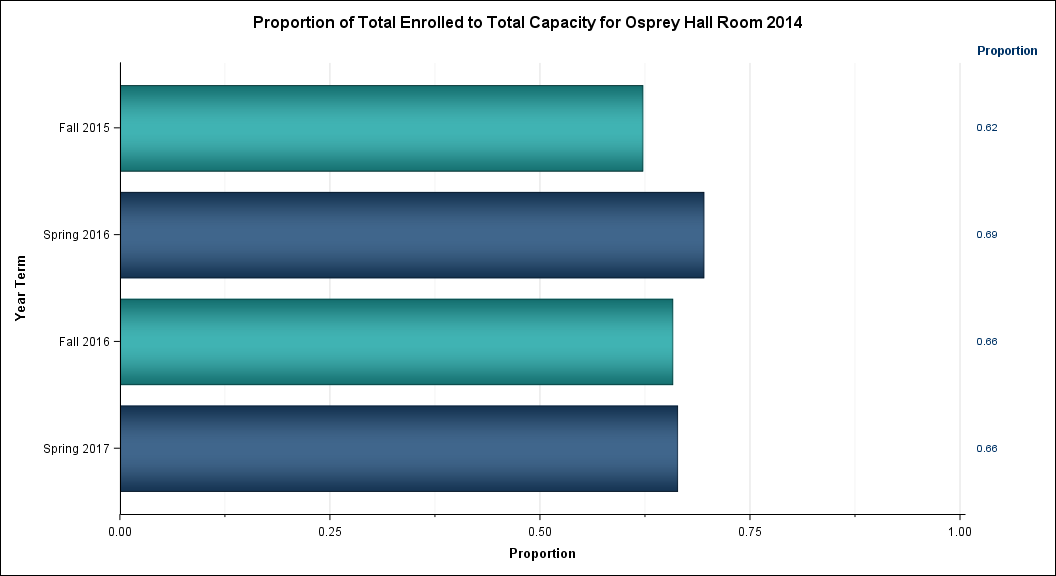 Proportion of Total Enrolled to Total Capacity for Osprey Hall Room 2014
Proportion
Fall 2015
0.62
Spring 2016
0.69
Year Term
Fall 2016
0.66
Spring 2017
0.66
0.00 0.25 0.50 0.75 1.00
Proportion